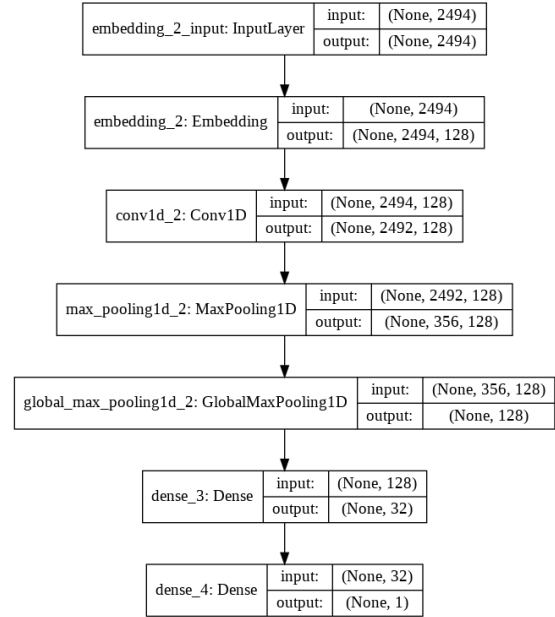 embedding_2_input: InputLayer
input: (None, 2494)
output: (None, 2494)
embedding_2: Embedding
input: (None, 2494)
output: (None, 2494, 128)
conv1d_2: Conv1D
input: (None, 2494, 128)
output: (None, 2492, 128)
max_pooling1d_2: MaxPooling1D
input: (None, 2492, 128)
output: (None, 356, 128)
global_max_pooling1d_2: GlobalMaxPooling1D
input: (None, 356, 128)
output: (None, 128)
dense_3: Dense
input: (None, 128)
output: (None, 32)
dense_4: Dense
input: (None, 32)
output: (None, 1)